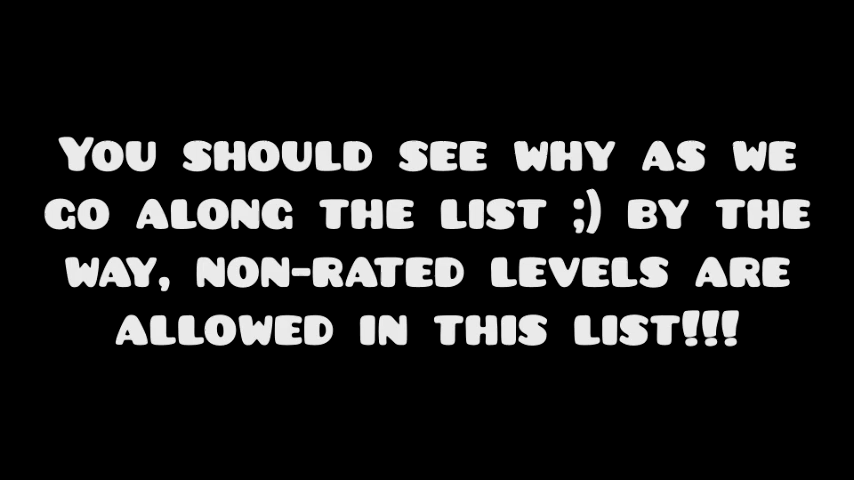 You should see why as we
go along the list ;) by the
way, non-rated levels are
allowed in this list!!!